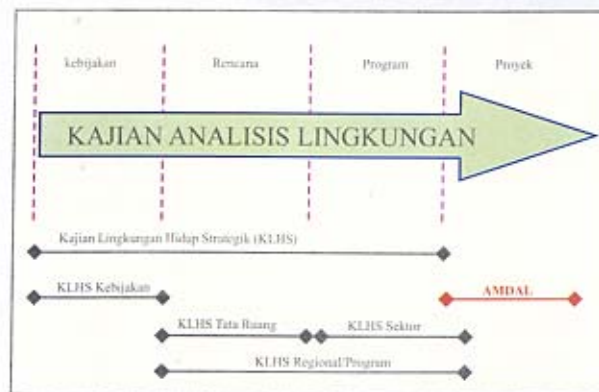 kebijakan Rencana Program Proyek
KAJIAN ANALISIS LINGKUNGAN
Kajian Lingkungan Hidup Strategik (KLHS)
KLHS Kebijakan AMDAL
KLHS Tata Ruang KLHS Sektor
KLHS Regional/Program